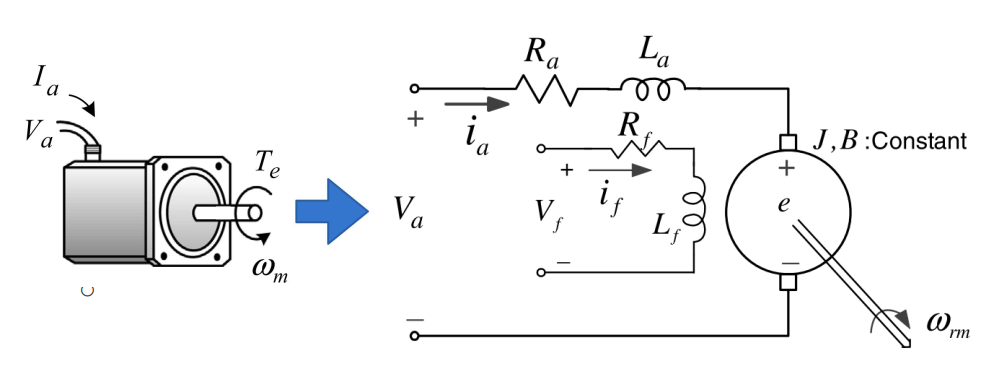 I_a
V_a
T_e
ω_m
R_a
L_a
+
i_a
R_f
J, B :Constant
+
i_f
+
V_a
V_f
L_f
e
−
−
−
ω_rm